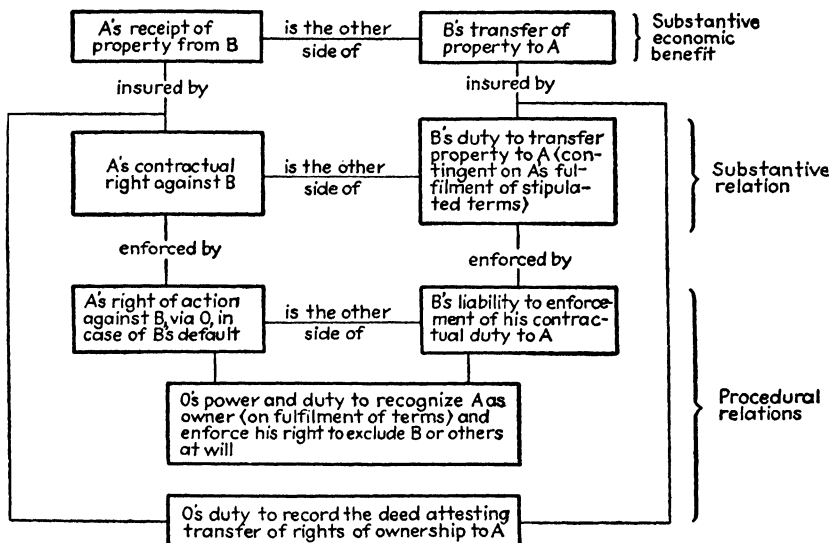 A's receipt of
property from B
is the other
side of
B's transfer of
property to A
Substantive
economic
benefit
insured by
insured by
A's contractual
right against B
is the other
side of
B's duty to transfer
property to A (con-
tingent on A's ful-
filment of stipula-
ted terms)
Substantive
relation
enforced by
enforced by
A's right of action
against B, via O, in
case of B's default
is the other
side of
B's liability to enforce-
ment of his contrac-
tual duty to A
O's power and duty to recognize A as
owner (on fulfilment of terms) and
enforce his right to exclude B or others
at will
Procedural
relations
O's duty to record the deed attesting
transfer of rights of ownership to A